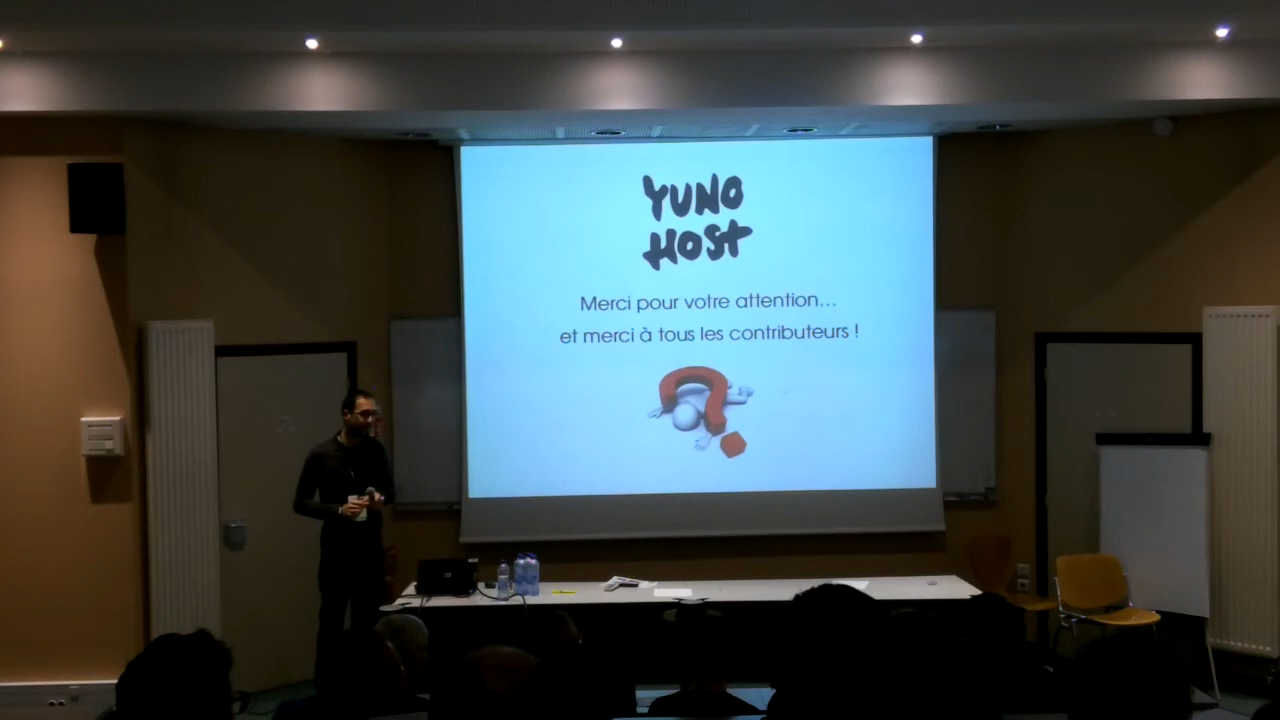 YUNO
HOST
Merci pour votre attention...
et merci à tous les contributeurs !